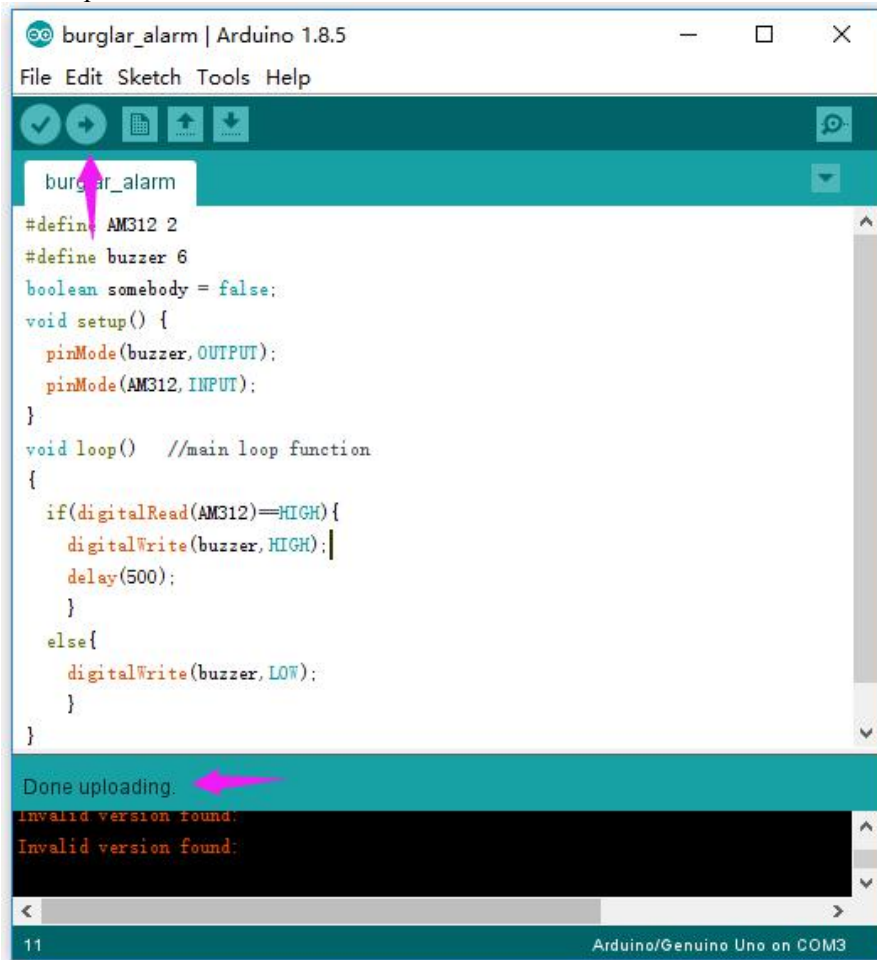 burglar_alarm | Arduino 1.8.5
File Edit Sketch Tools Help
burglar_alarm
#define AM312 2
#define buzzer 6
boolean somebody = false;
void setup() {
  pinMode(buzzer,OUTPUT);
  pinMode(AM312,INPUT);
}
void loop()   //main loop function
{
  if(digitalRead(AM312)==HIGH){
    digitalWrite(buzzer,HIGH);
    delay(500);
    }
  else{
    digitalWrite(buzzer,LOW);
    }
}
Done uploading.
Invalid version found:
Invalid version found:
11 Arduino/Genuino Uno on COM3